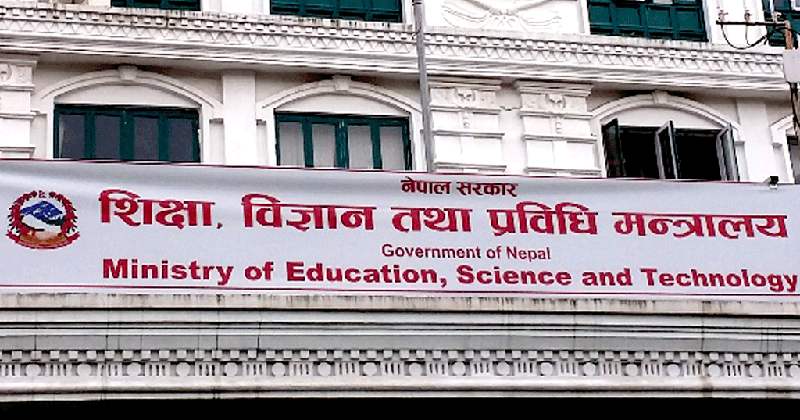 नेपाल सरकार
शिक्षा, विज्ञान तथा प्रविधि मन्त्रालय
Government of Nepal
Ministry of Education, Science and Technology